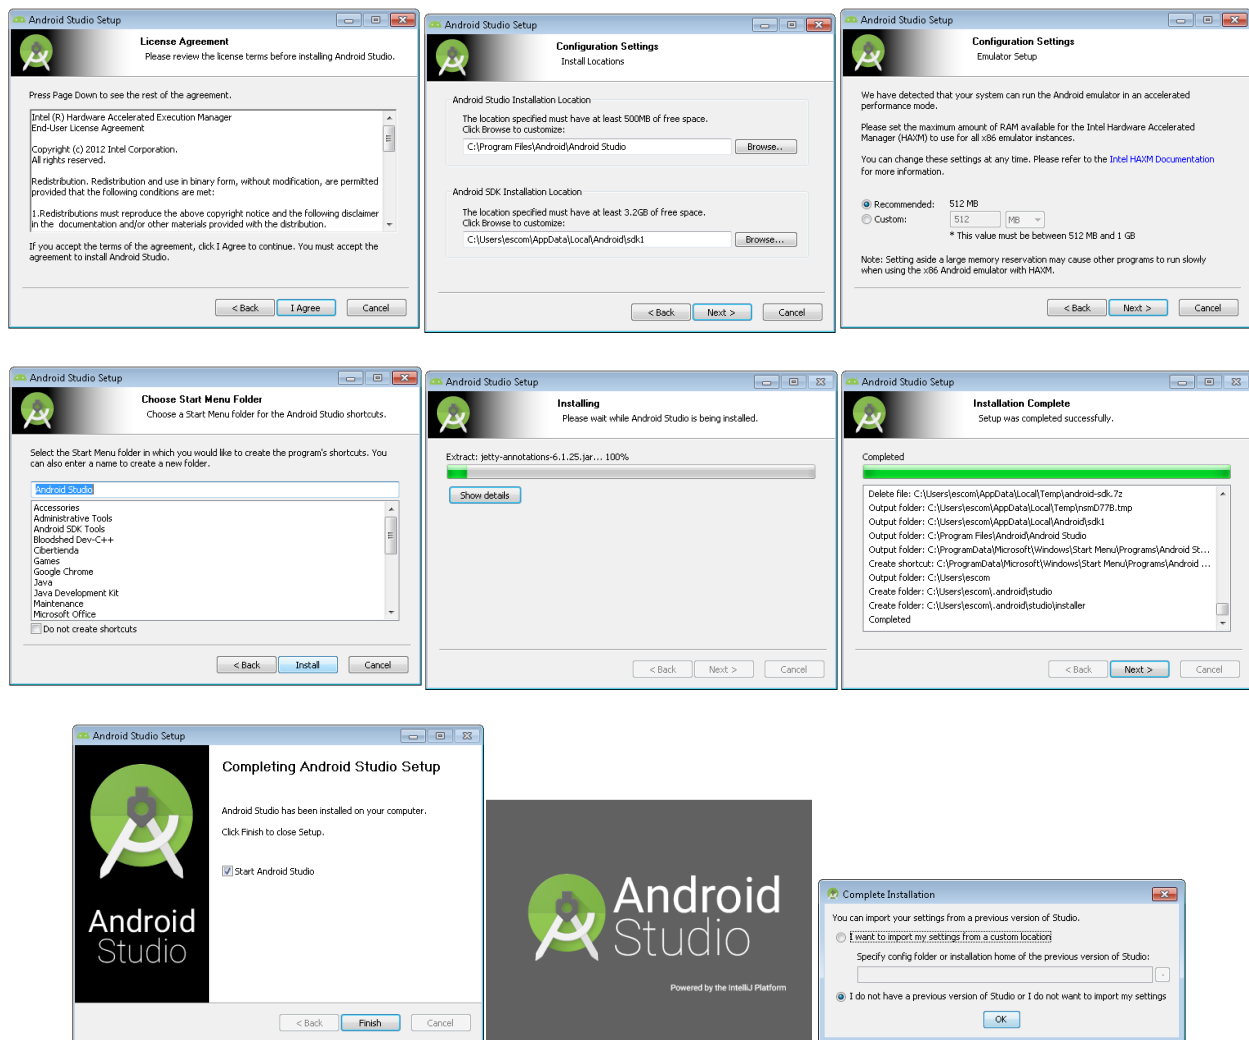 Android Studio Setup
License Agreement
Please review the license terms before installing Android Studio.
Press Page Down to see the rest of the agreement.
Intel (R) Hardware Accelerated Execution Manager
End-User License Agreement
Copyright (c) 2012 Intel Corporation.
All rights reserved.
Redistribution. Redistribution and use in binary form, without modification, are permitted
provided that the following conditions are met:
1.Redistributions must reproduce the above copyright notice and the following disclaimer
in the documentation and/or other materials provided with the distribution.
If you accept the terms of the agreement, click I Agree to continue. You must accept the
agreement to install Android Studio.
< Back I Agree Cancel
Android Studio Setup
Configuration Settings
Install Locations
Android Studio Installation Location
The location specified must have at least 500MB of free space.
Click Browse to customize:
C:\Program Files\Android\Android Studio Browse..
Android SDK Installation Location
The location specified must have at least 3.2GB of free space.
Click Browse to customize:
C:\Users\escom\AppData\Local\Android\sdk1 Browse...
< Back Next > Cancel
Android Studio Setup
Configuration Settings
Emulator Setup
We have detected that your system can run the Android emulator in an accelerated
performance mode.
Please set the maximum amount of RAM available for the Intel Hardware Accelerated
Manager (HAXM) to use for all x86 emulator instances.
You can change these settings at any time. Please refer to the Intel HAXM Documentation
for more information.
Recommended: 512 MB
Custom: 512 MB
* This value must be between 512 MB and 1 GB
Note: Setting aside a large memory reservation may cause other programs to run slowly
when using the x86 Android emulator with HAXM.
< Back Next > Cancel
Android Studio Setup
Choose Start Menu Folder
Choose a Start Menu folder for the Android Studio shortcuts.
Select the Start Menu folder in which you would like to create the program's shortcuts. You
can also enter a name to create a new folder.
Android Studio
Accessories
Administrative Tools
Android SDK Tools
Bloodshed Dev-C++
Cibertienda
Games
Google Chrome
Java
Java Development Kit
Maintenance
Microsoft Office
Do not create shortcuts
< Back Install Cancel
Android Studio Setup
Installing
Please wait while Android Studio is being installed.
Extract: jetty-annotations-6.1.25.jar... 100%
Show details
< Back Next > Cancel
Android Studio Setup
Installation Complete
Setup was completed successfully.
Completed
Delete file: C:\Users\escom\AppData\Local\Temp\android-sdk.7z
Output folder: C:\Users\escom\AppData\Local\Temp\nsmD77B.tmp
Output folder: C:\Users\escom\AppData\Local\Android\sdk1
Output folder: C:\Program Files\Android\Android Studio
Output folder: C:\ProgramData\Microsoft\Windows\Start Menu\Programs\Android St...
Create shortcut: C:\ProgramData\Microsoft\Windows\Start Menu\Programs\Android ...
Output folder: C:\Users\escom
Create folder: C:\Users\escom\.android\studio
Create folder: C:\Users\escom\.android\studio\installer
Completed
< Back Next > Cancel
Android Studio Setup
Completing Android Studio Setup
Android Studio has been installed on your computer.
Click Finish to close Setup.
Start Android Studio
Android
Studio
< Back Finish Cancel
Android
Studio
Powered by the IntelliJ Platform
Complete Installation
You can import your settings from a previous version of Studio.
I want to import my settings from a custom location
Specify config folder or installation home of the previous version of Studio:
I do not have a previous version of Studio or I do not want to import my settings
OK